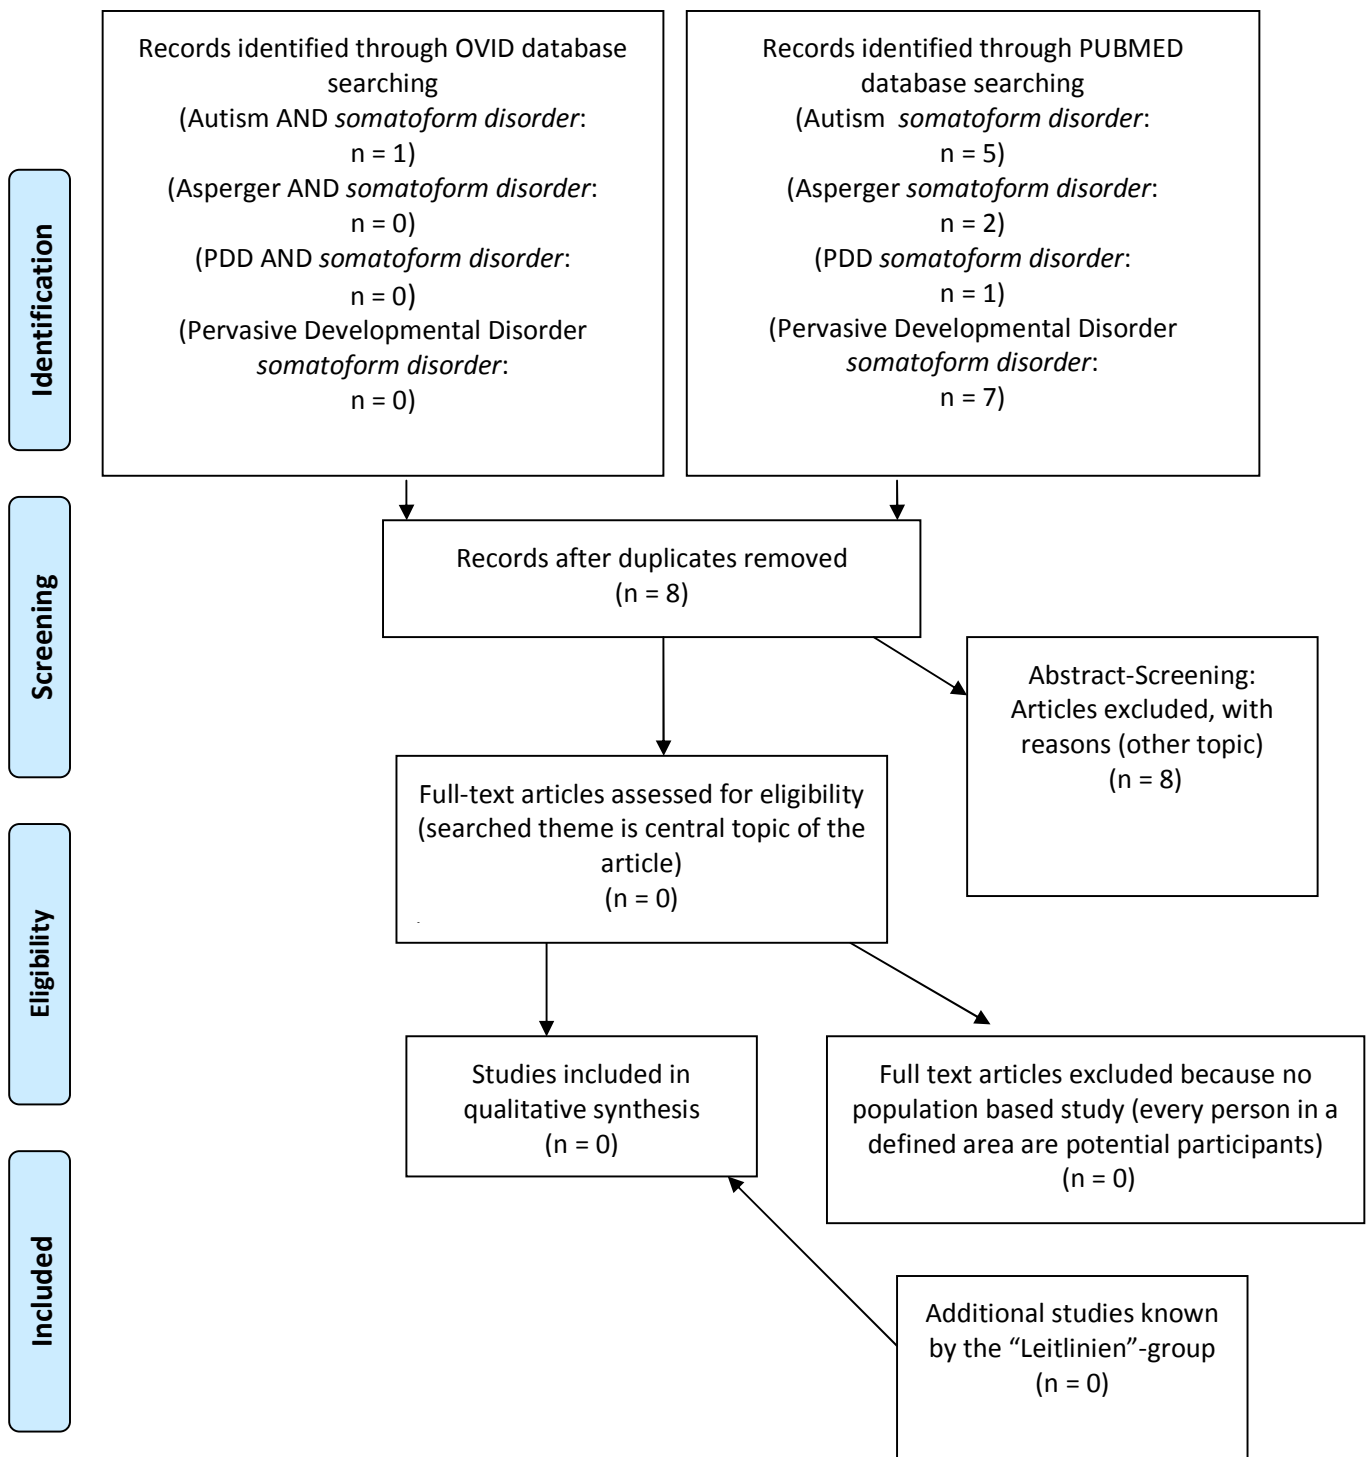 Records identified through OVID database
searching
(Autism AND somatoform disorder:
n = 1)
(Asperger AND somatoform disorder:
n = 0)
(PDD AND somatoform disorder:
n = 0)
(Pervasive Developmental Disorder
somatoform disorder:
n = 0)
Records identified through PUBMED
database searching
(Autism somatoform disorder:
n = 5)
(Asperger somatoform disorder:
n = 2)
(PDD somatoform disorder:
n = 1)
(Pervasive Developmental Disorder
somatoform disorder:
n = 7)
Identification
Records after duplicates removed
(n = 8)
Screening
Abstract-Screening:
Articles excluded, with
reasons (other topic)
(n = 8)
Full-text articles assessed for eligibility
(searched theme is central topic of the
article)
(n = 0)
Eligibility
Studies included in
qualitative synthesis
(n = 0)
Full text articles excluded because no
population based study (every person in a
defined area are potential participants)
(n = 0)
Included
Additional studies known
by the “Leitlinien”-group
(n = 0)